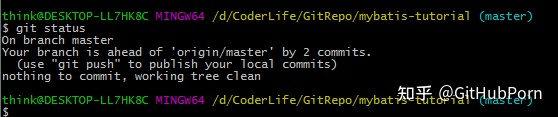 think@DESKTOP-LL7HK8C MINGW64 /d/CoderLife/GitRepo/mybatis-tutorial (master)
$ git status
On branch master
Your branch is ahead of 'origin/master' by 2 commits.
  (use "git push" to publish your local commits)
nothing to commit, working tree clean
think@DESKTOP-LL7HK8C MINGW64 /d/CoderLife/GitRepo/mybatis-tutorial (master)
$
知乎 @GitHubPorn